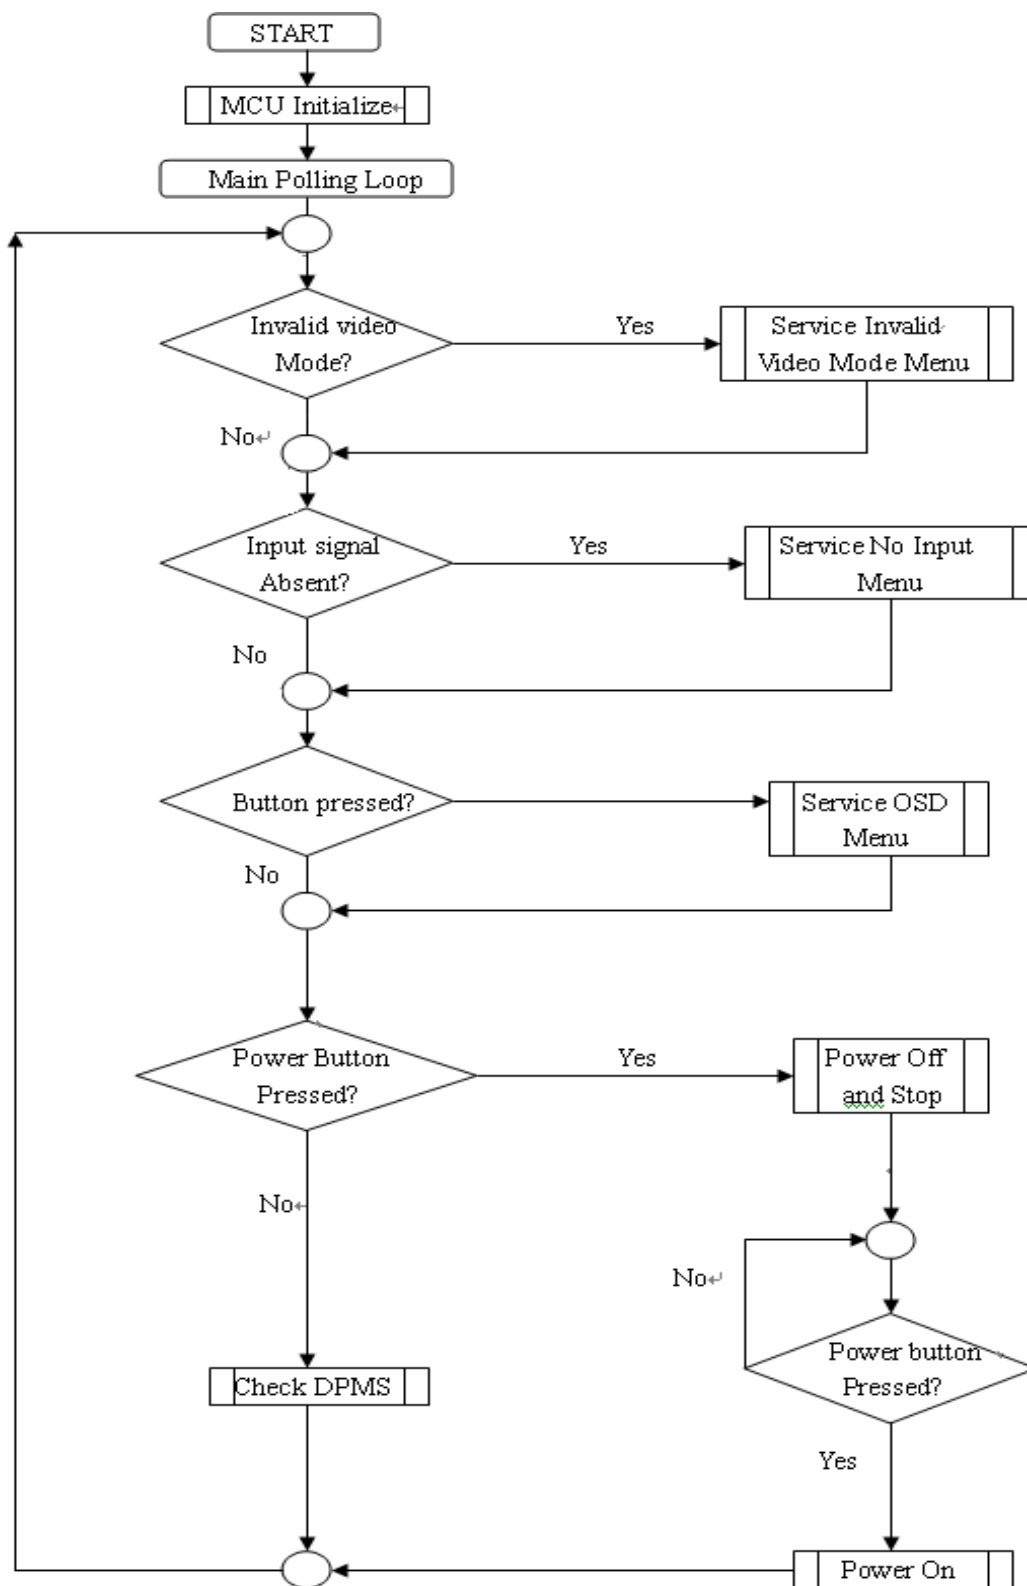 START
MCU Initialize
Main Polling Loop
Invalid video
Mode?
Yes
Service Invalid
Video Mode Menu
No
Input signal
Absent?
Yes
Service No Input
Menu
No
Button pressed?
Service OSD
Menu
No
Power Button
Pressed?
Yes
Power Off
and Stop
No
No
Power button
Pressed?
Check DPMS
Yes
Power On